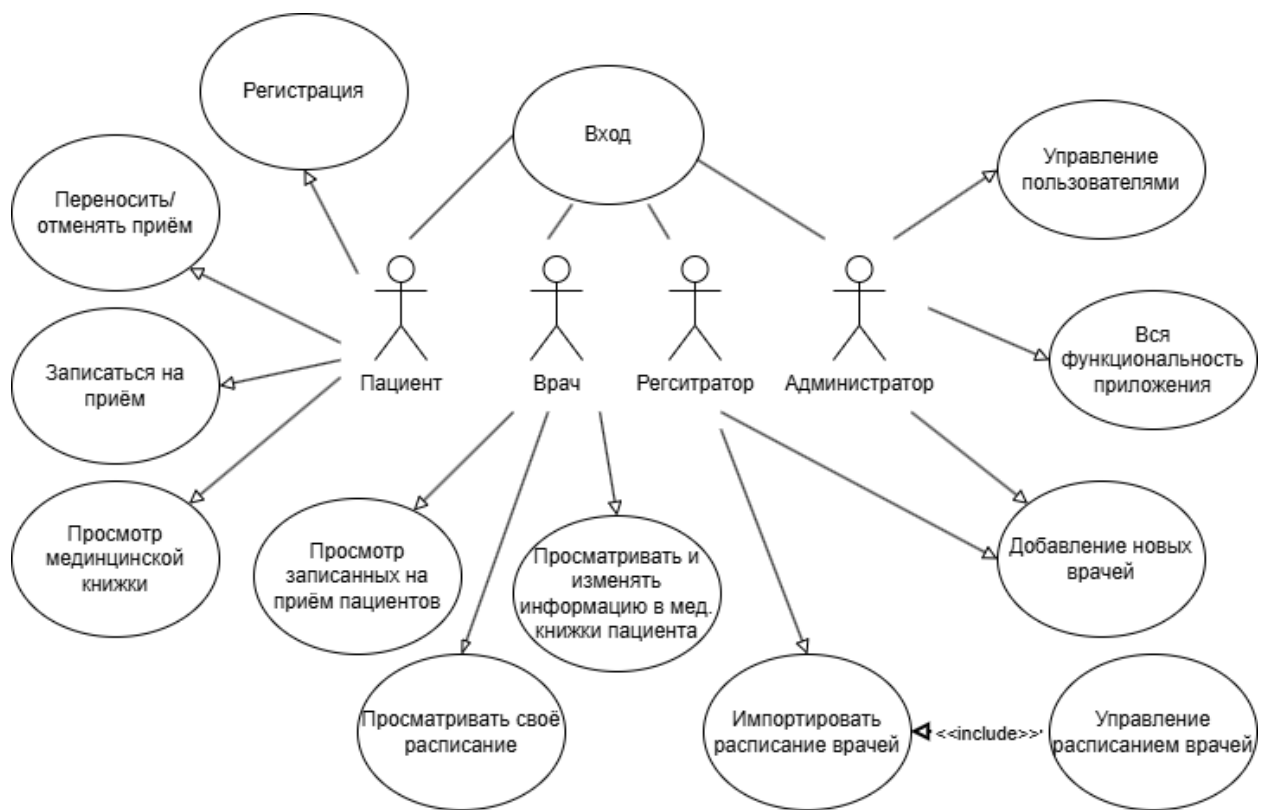 Регистрация
Вход
Управление
пользователями
Переносить/
отменять приём
Вся
функциональность
приложения
Записаться на
приём
Пациент
Врач
Регситратор
Администратор
Просмотр
мединцинской
книжки
Просмотр
записанных на
приём пациентов
Просматривать и
изменять
информацию в мед.
книжки пациента
Добавление новых
врачей
Просматривать своё
расписание
Импортировать
расписание врачей
<<include>>
Управление
расписанием врачей